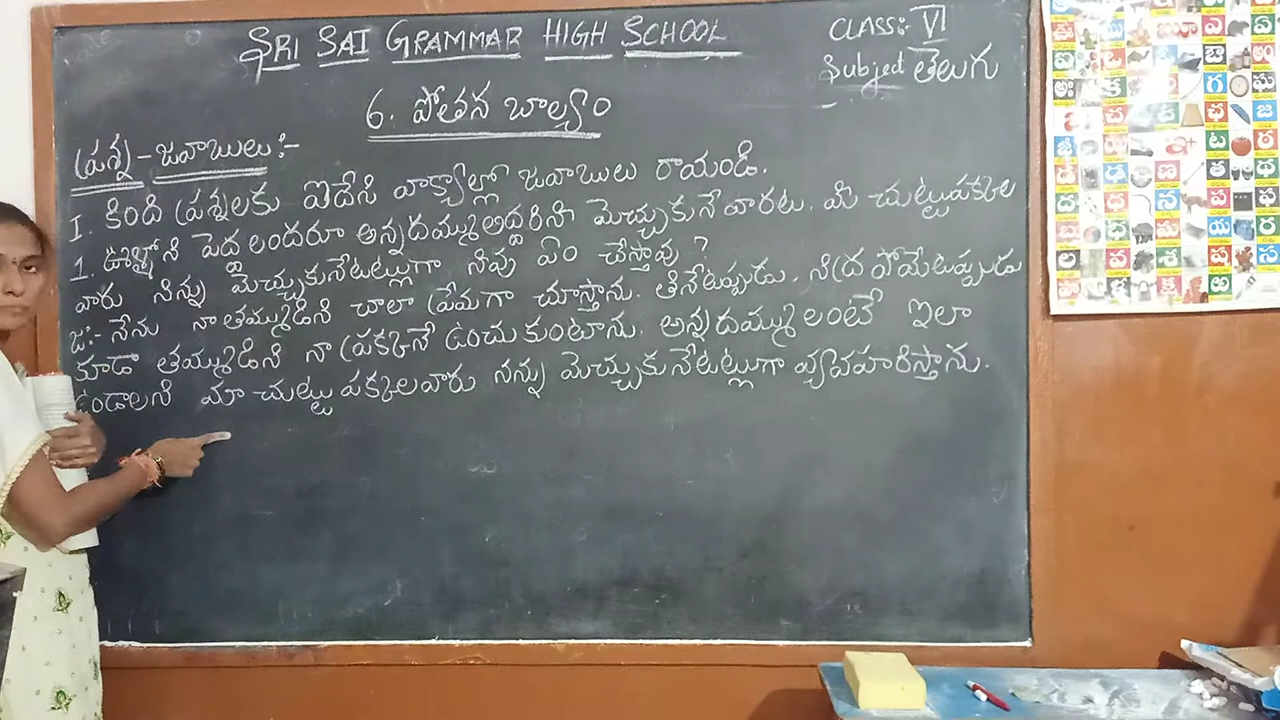 SRI SAI GRAMMAR HIGH SCHOOL
CLASS:- VI
Subject తెలుగు
6. పోతన బాల్యం
ప్రశ్న - జవాబులు :-
I. కింది ప్రశ్నలకు ఐదేసి వాక్యాల్లో జవాబులు రాయండి.
1. ఊళ్ళోని పెద్దలందరూ అన్నదమ్ములిద్దరినీ మెచ్చుకునేవారట. మీ చుట్టుపక్కల
వారు నిన్ను మెచ్చుకునేటట్లుగా నీవు ఏం చేస్తావు ?
జ:- నేను నా తమ్ముడిని చాలా ప్రేమగా చూస్తాను. తినేటప్పుడు, నిద్ర పోయేటప్పుడు
కూడా తమ్ముడిని నా ప్రక్కనే ఉంచుకుంటాను. అన్నదమ్ములంటే ఇలా
ఉండాలని మా చుట్టు పక్కలవారు నన్ను మెచ్చుకునేటట్లుగా వ్యవహరిస్తాను.